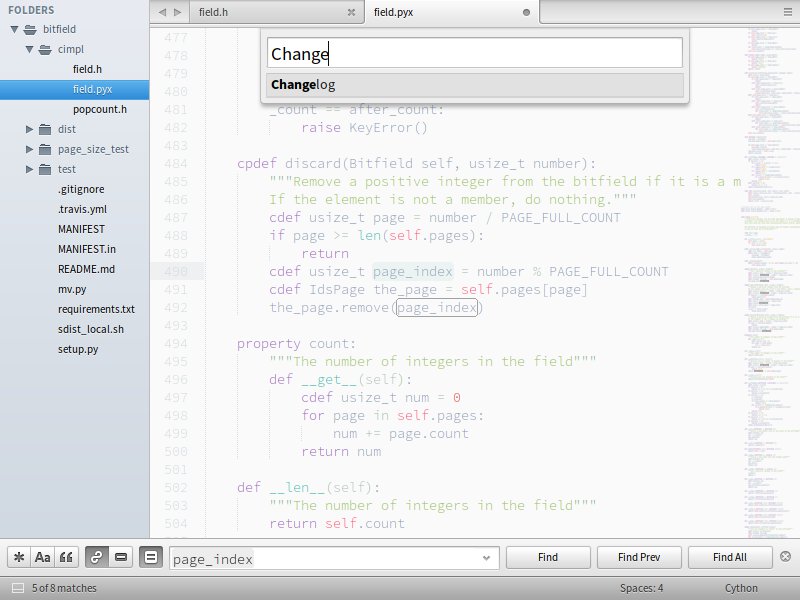 FOLDERS
bitfield
cimpl
field.h
field.pyx
popcount.h
dist
page_size_test
test
.gitignore
.travis.yml
MANIFEST
MANIFEST.in
README.md
mv.py
requirements.txt
sdist_local.sh
setup.py
field.h
field.pyx
Change
Changelog
477
478
479
480
481 _count == after_count:
482 raise KeyError()
483
484 cpdef discard(Bitfield self, usize_t number):
485 """Remove a positive integer from the bitfield if it is a m
486 If the element is not a member, do nothing."""
487 cdef usize_t page = number / PAGE_FULL_COUNT
488 if page >= len(self.pages):
489 return
490 cdef usize_t page_index = number % PAGE_FULL_COUNT
491 cdef IdsPage the_page = self.pages[page]
492 the_page.remove(page_index)
493
494 property count:
495 """The number of integers in the field"""
496 def __get__(self):
497 cdef usize_t num = 0
498 for page in self.pages:
499 num += page.count
500 return num
501
502 def __len__(self):
503 """The number of integers in the field"""
504 return self.count
Aa
page_index
Find
Find Prev
Find All
5 of 8 matches
Spaces: 4
Cython